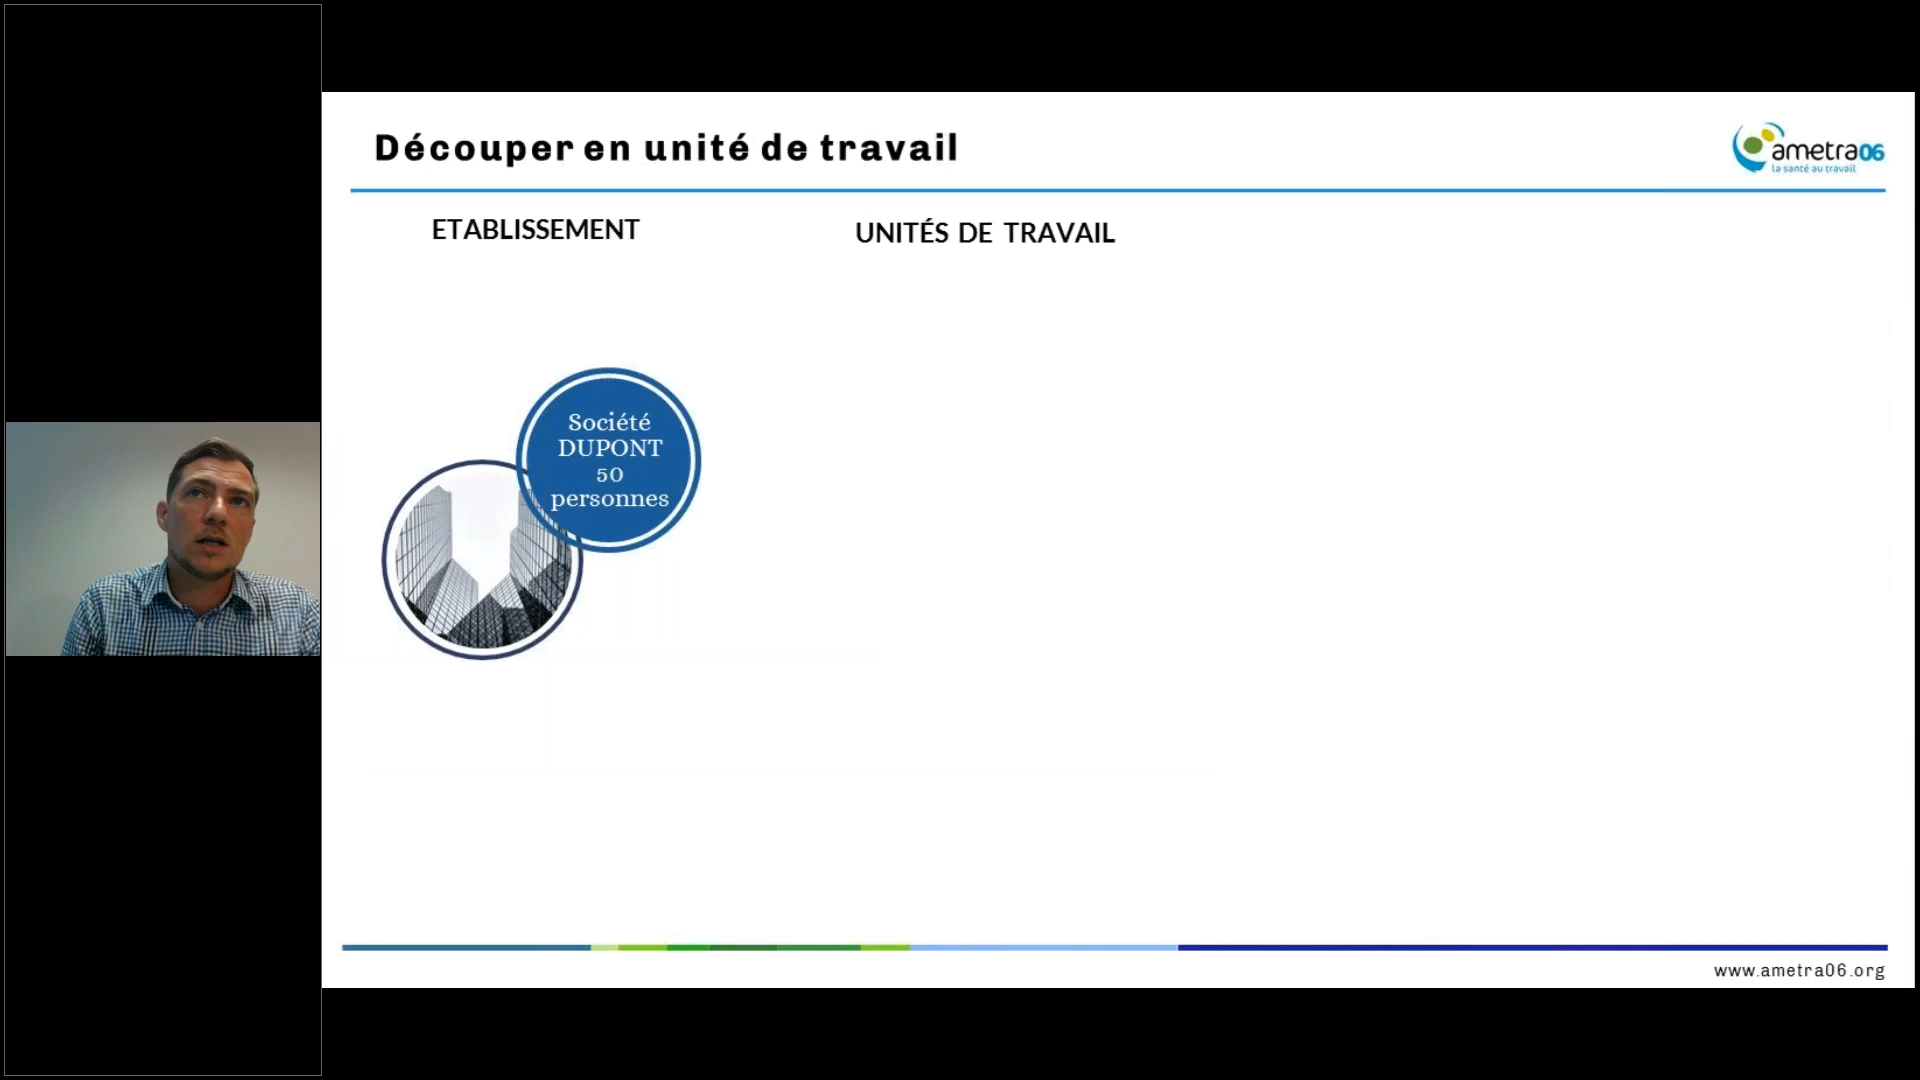 Découper en unité de travail
ametra06
la santé au travail
ETABLISSEMENT
UNITÉS DE TRAVAIL
Société
DUPONT
50
personnes
www.ametra06.org